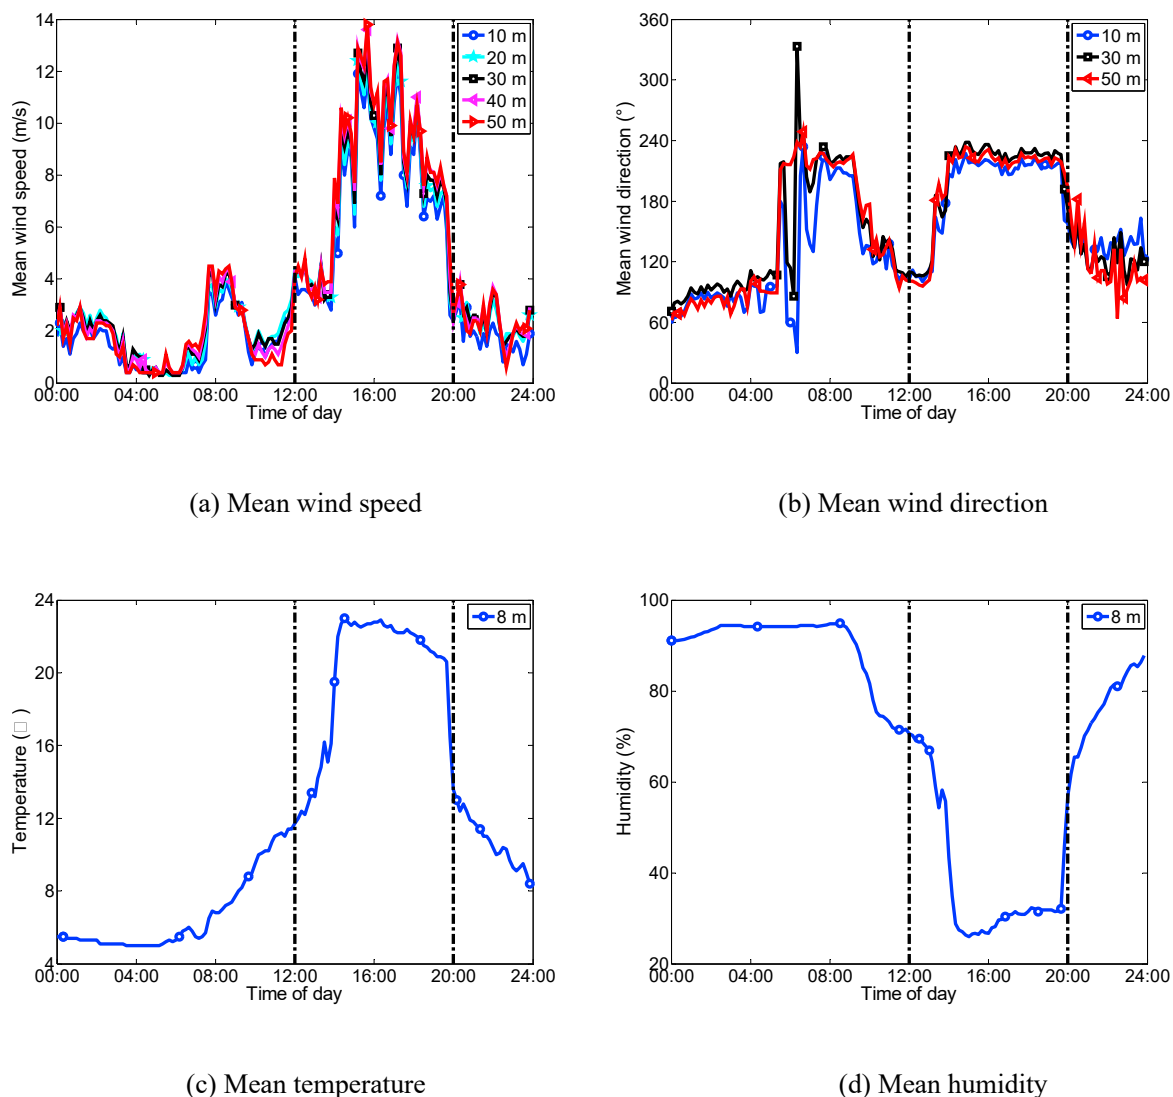 14
12
10
8
6
4
2
0
Mean wind speed (m/s)
10 m
20 m
30 m
40 m
50 m
00:00 04:00 08:00 12:00 16:00 20:00 24:00
Time of day
(a) Mean wind speed
360
300
240
180
120
60
0
Mean wind direction (°)
10 m
30 m
50 m
00:00 04:00 08:00 12:00 16:00 20:00 24:00
Time of day
(b) Mean wind direction
24
20
16
12
8
4
Temperature (□)
8 m
00:00 04:00 08:00 12:00 16:00 20:00 24:00
Time of day
(c) Mean temperature
100
80
60
40
20
Humidity (%)
8 m
00:00 04:00 08:00 12:00 16:00 20:00 24:00
Time of day
(d) Mean humidity